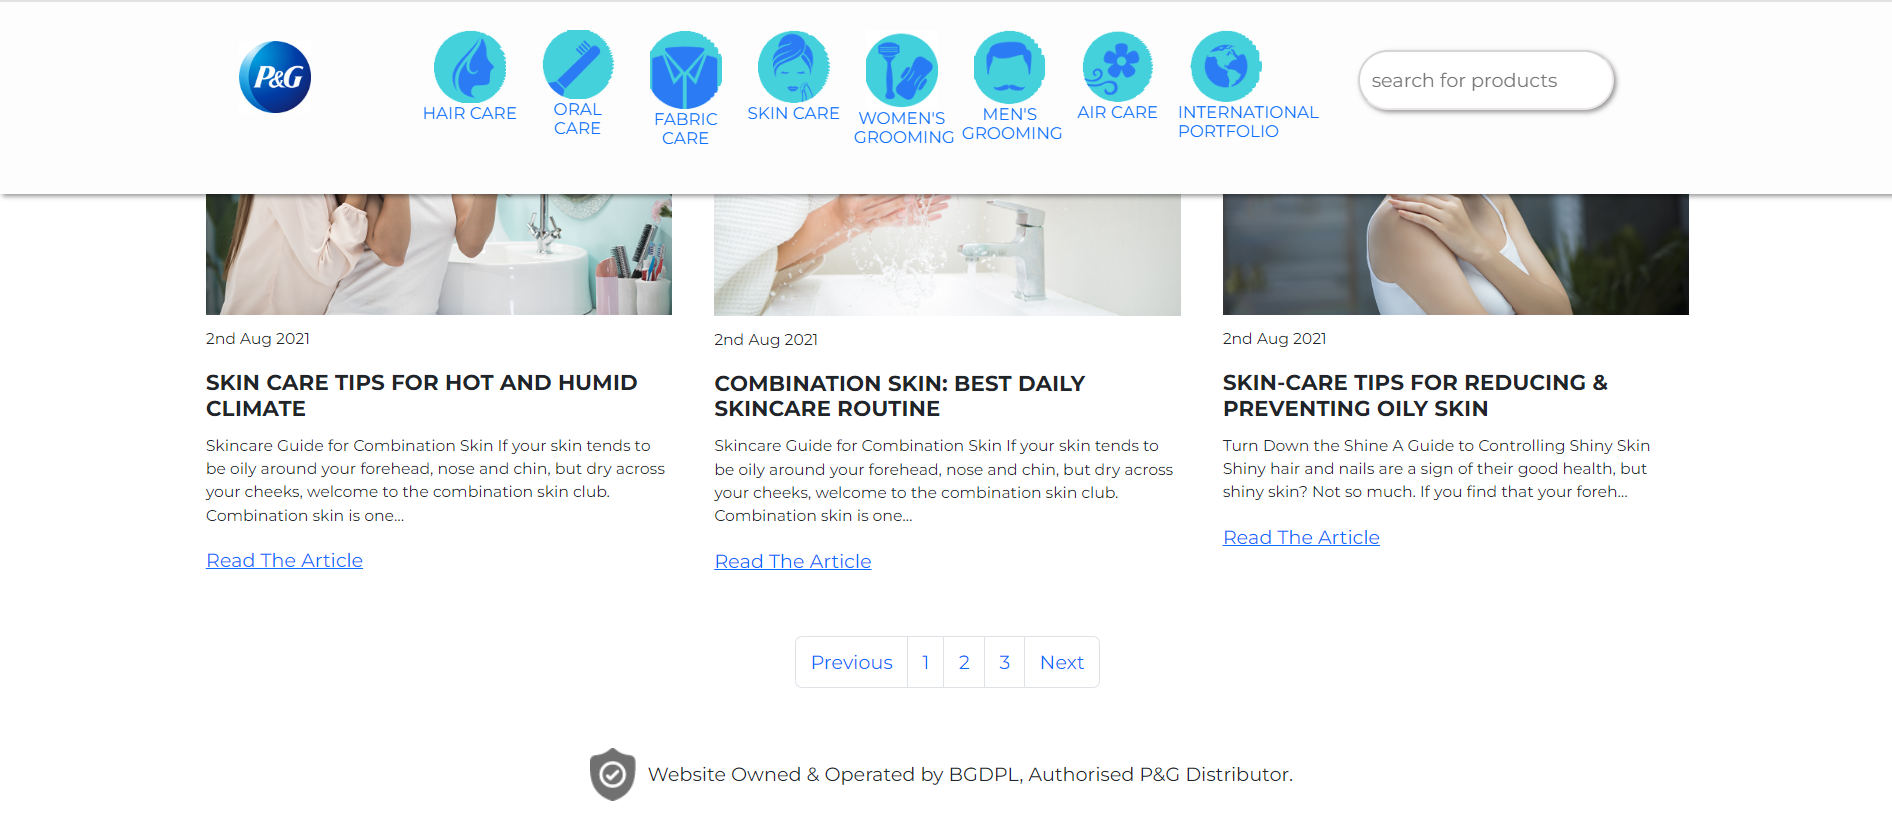 P&G
HAIR CARE
ORAL
CARE
FABRIC
CARE
SKIN CARE
WOMEN'S
GROOMING
MEN'S
GROOMING
AIR CARE
INTERNATIONAL
PORTFOLIO
search for products
2nd Aug 2021
SKIN CARE TIPS FOR HOT AND HUMID
CLIMATE
Skincare Guide for Combination Skin If your skin tends to
be oily around your forehead, nose and chin, but dry across
your cheeks, welcome to the combination skin club.
Combination skin is one...
Read The Article
2nd Aug 2021
COMBINATION SKIN: BEST DAILY
SKINCARE ROUTINE
Skincare Guide for Combination Skin If your skin tends to
be oily around your forehead, nose and chin, but dry across
your cheeks, welcome to the combination skin club.
Combination skin is one...
Read The Article
2nd Aug 2021
SKIN-CARE TIPS FOR REDUCING &
PREVENTING OILY SKIN
Turn Down the Shine A Guide to Controlling Shiny Skin
Shiny hair and nails are a sign of their good health, but
shiny skin? Not so much. If you find that your foreh...
Read The Article
Previous 1 2 3 Next
Website Owned & Operated by BGDPL, Authorised P&G Distributor.